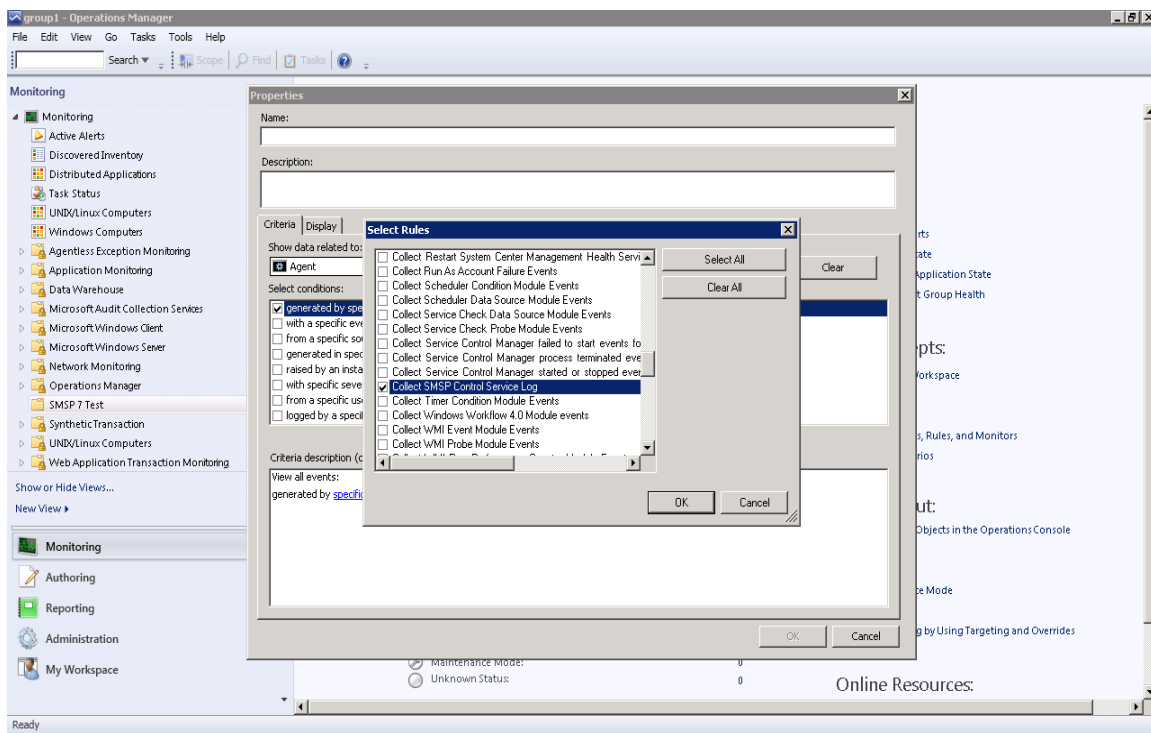 group1 - Operations Manager
File Edit View Go Tasks Tools Help
Search Scope Find Tasks
Monitoring
Monitoring
Active Alerts
Discovered Inventory
Distributed Applications
Task Status
UNIX/Linux Computers
Windows Computers
Agentless Exception Monitoring
Application Monitoring
Data Warehouse
Microsoft Audit Collection Services
Microsoft Windows Client
Microsoft Windows Server
Network Monitoring
Operations Manager
SMSP 7 Test
Synthetic Transaction
UNIX/Linux Computers
Web Application Transaction Monitoring
Show or Hide Views...
New View
Monitoring
Authoring
Reporting
Administration
My Workspace
Ready
Properties
Name:
Description:
Criteria Display
Show data related to:
Agent
Clear
Select conditions:
generated by spe
with a specific eve
from a specific sou
generated in spec
raised by an insta
with specific seve
from a specific use
logged by a specif
Criteria description (c
View all events:
generated by specific
OK Cancel
Select Rules
Collect Restart System Center Management Health Servi
Collect Run As Account Failure Events
Collect Scheduler Condition Module Events
Collect Scheduler Data Source Module Events
Collect Service Check Data Source Module Events
Collect Service Check Probe Module Events
Collect Service Control Manager failed to start events fo
Collect Service Control Manager process terminated eve
Collect Service Control Manager started or stopped ever
Collect SMSP Control Service Log
Collect Timer Condition Module Events
Collect Windows Workflow 4.0 Module events
Collect WMI Event Module Events
Collect WMI Probe Module Events
Select All
Clear All
OK Cancel
rts
tate
Application State
t Group Health
epts:
Workspace
s, Rules, and Monitors
rios
ut:
Objects in the Operations Console
ce Mode
g by Using Targeting and Overrides
Maintenance Mode: 0
Unknown Status: 0
Online Resources: